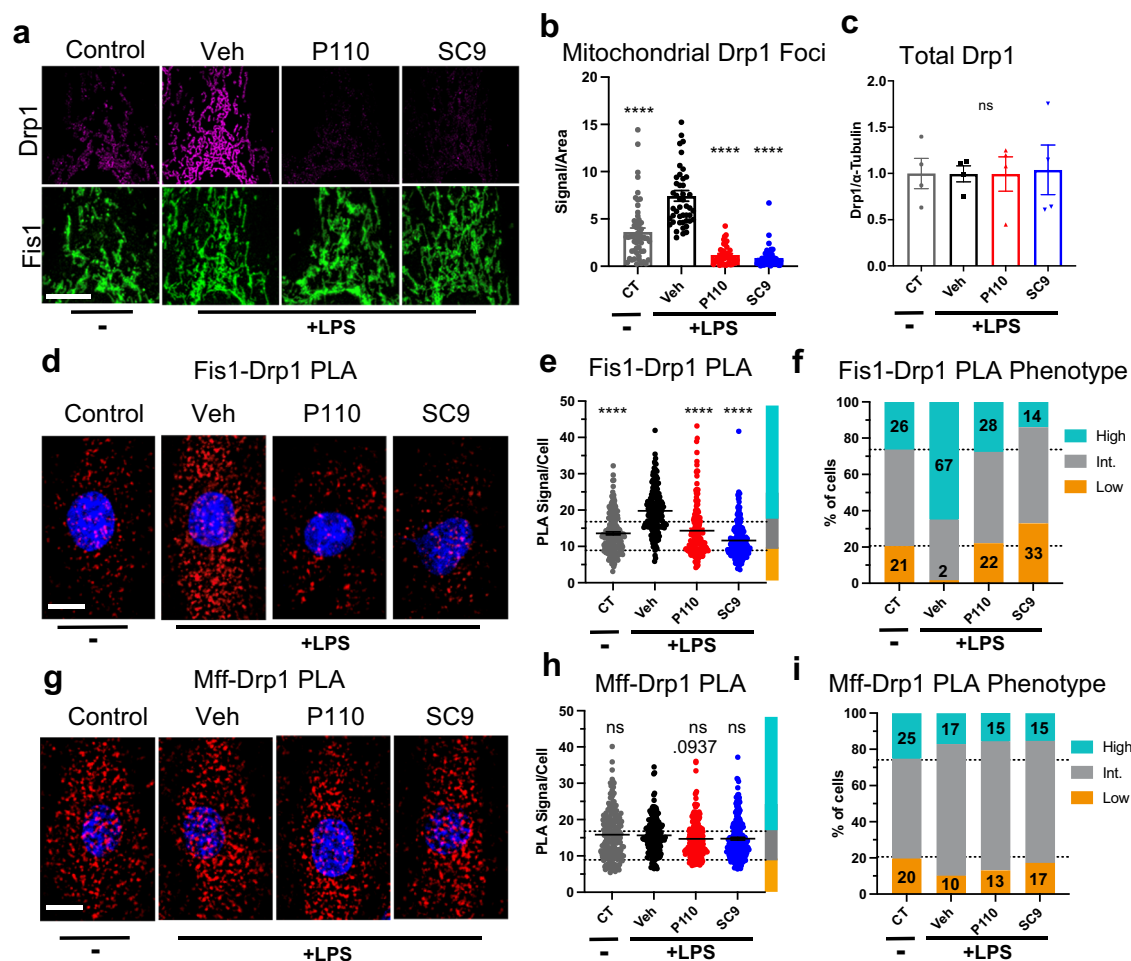 a
Control Veh P110 SC9
Drp1
Fis1
-
+LPS
b
Mitochondrial Drp1 Foci
Signal/Area
20
15
10
5
0
**** **** ****
CT Veh P110 SC9
-
+LPS
c
Total Drp1
Drp1/α-Tubulin
2.0
1.5
1.0
0.5
0.0
ns
CT Veh P110 SC9
-
+LPS
d
Fis1-Drp1 PLA
Control Veh P110 SC9
-
+LPS
e
Fis1-Drp1 PLA
PLA Signal/Cell
50
40
30
20
10
0
**** **** ****
CT Veh P110 SC9
-
+LPS
f
Fis1-Drp1 PLA Phenotype
% of cells
100
80
60
40
20
0
26 67 28 14
21 2 22 33
High
Int.
Low
CT Veh P110 SC9
-
+LPS
g
Mff-Drp1 PLA
Control Veh P110 SC9
-
+LPS
h
Mff-Drp1 PLA
PLA Signal/Cell
50
40
30
20
10
0
ns ns ns
.0937
CT Veh P110 SC9
-
+LPS
i
Mff-Drp1 PLA Phenotype
% of cells
100
80
60
40
20
0
25 17 15 15
20 10 13 17
High
Int.
Low
CT Veh P110 SC9
-
+LPS